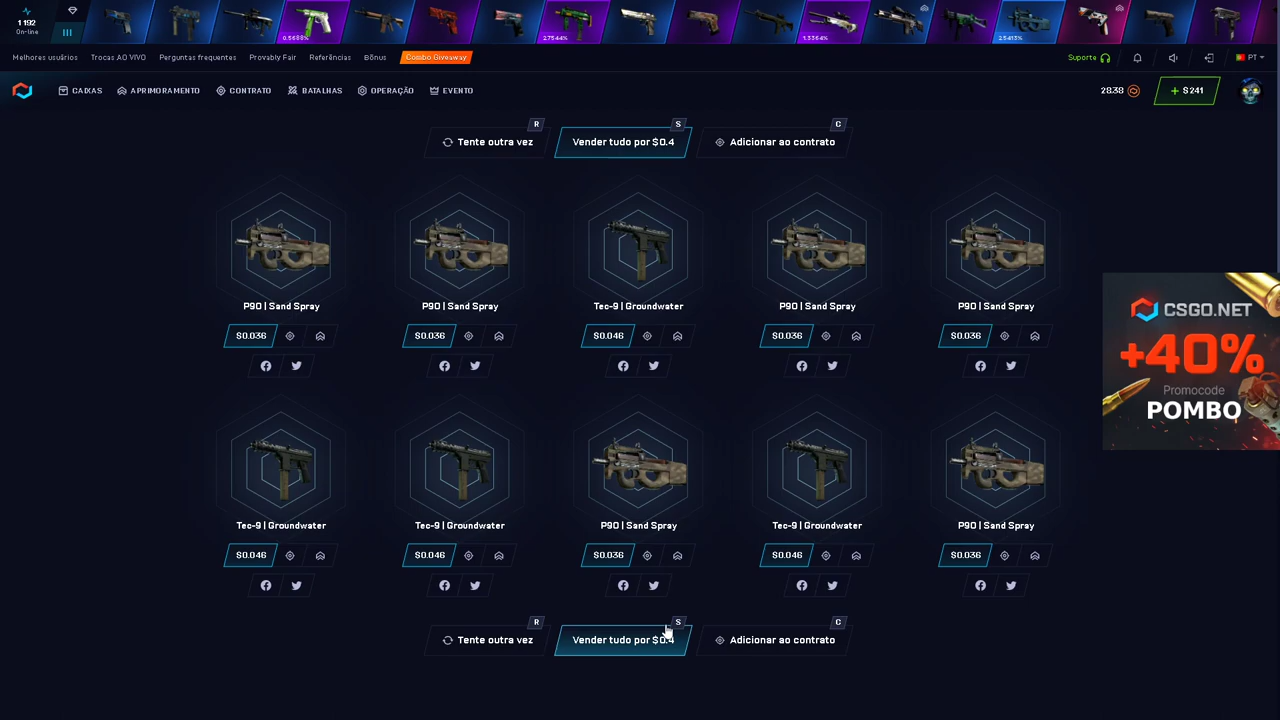 0.5688%
2.7544%
1.3364%
2.5413%
1 192
On-line
Melhores usuários
Trocas AO VIVO
Perguntas frequentes
Provably Fair
Referências
Bônus
Combo Giveaway
Suporte
PT
CAIXAS
APRIMORAMENTO
CONTRATO
BATALHAS
OPERAÇÃO
EVENTO
28.38
+ $241
R
S
C
Tente outra vez
Vender tudo por $0.4
Adicionar ao contrato
P90 | Sand Spray
P90 | Sand Spray
Tec-9 | Groundwater
P90 | Sand Spray
P90 | Sand Spray
$0.036
$0.036
$0.046
$0.036
$0.036
CSGO.NET
+40%
Promocode
POMBO
Tec-9 | Groundwater
Tec-9 | Groundwater
P90 | Sand Spray
Tec-9 | Groundwater
P90 | Sand Spray
$0.046
$0.046
$0.036
$0.046
$0.036
R
S
C
Tente outra vez
Vender tudo por $0.4
Adicionar ao contrato